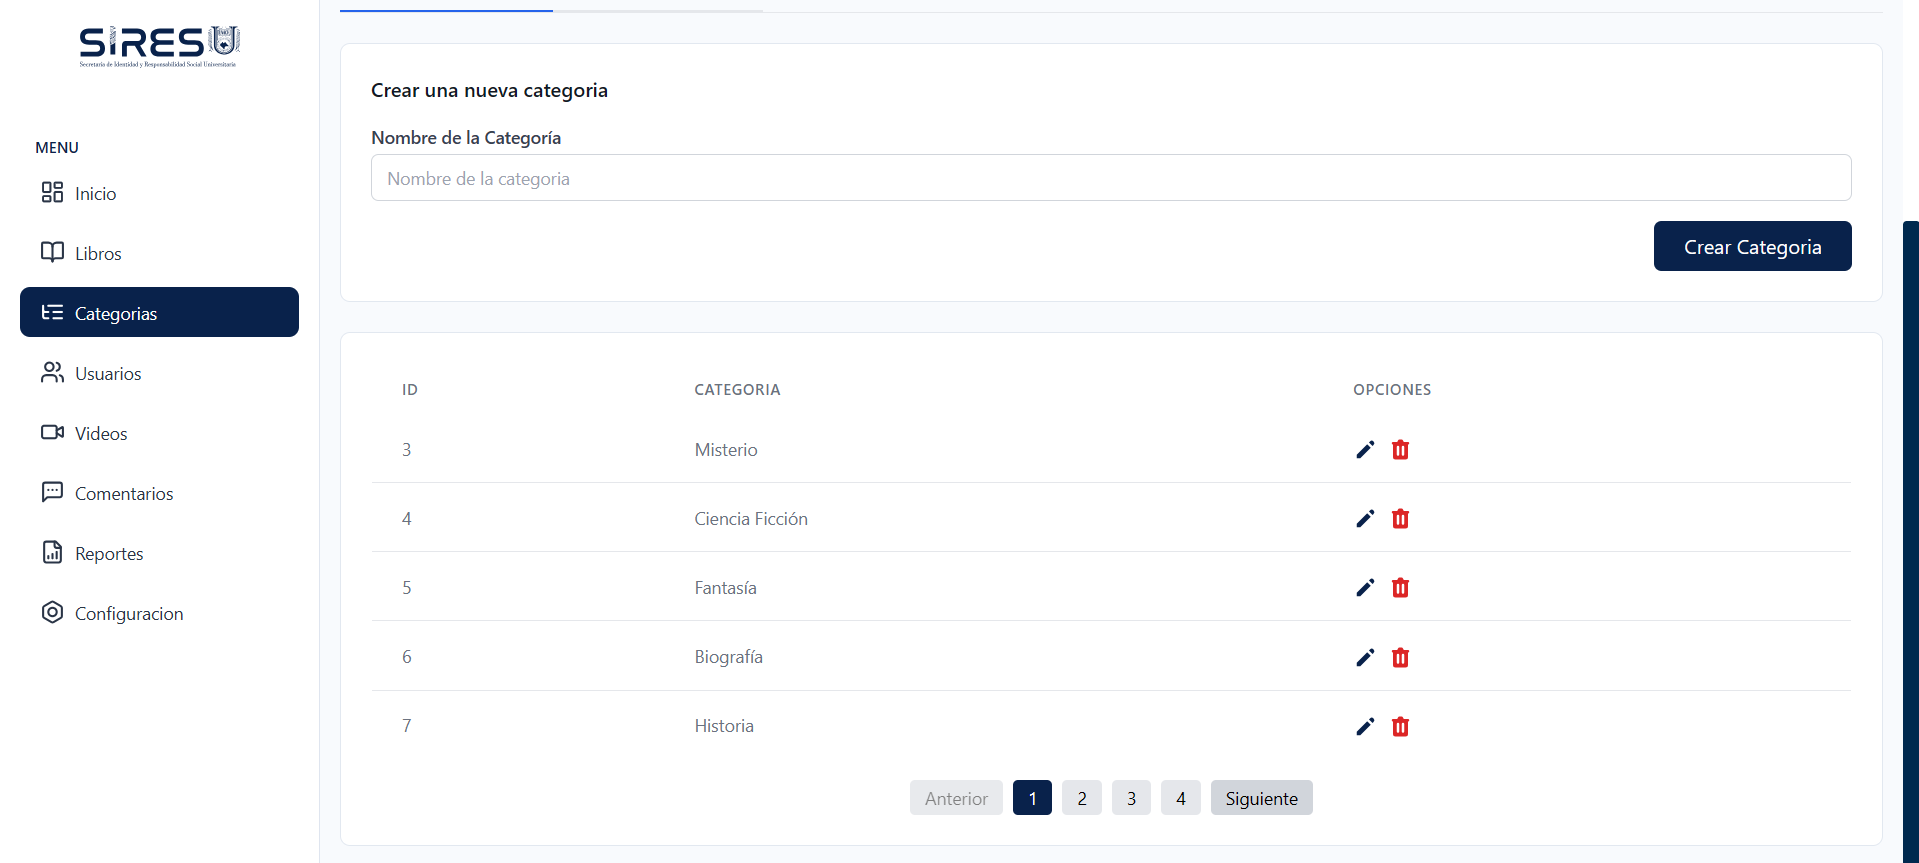 SIRESU
Secretaría de Identidad y Responsabilidad Social Universitaria
MENU
Inicio
Libros
Categorias
Usuarios
Videos
Comentarios
Reportes
Configuracion
Crear una nueva categoria
Nombre de la Categoría
Nombre de la categoria
Crear Categoria
ID CATEGORIA OPCIONES
3 Misterio
4 Ciencia Ficción
5 Fantasía
6 Biografía
7 Historia
Anterior 1 2 3 4 Siguiente